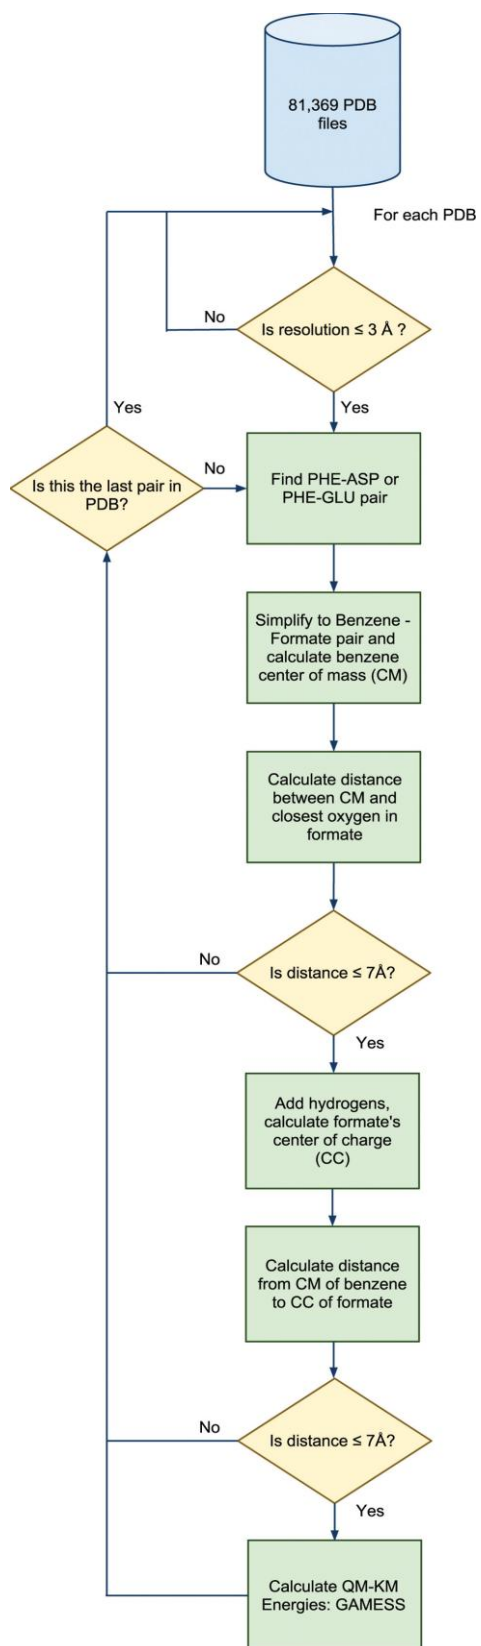 81,369 PDB
files
For each PDB
No
Is resolution ≤ 3 Å ?
Yes
Yes
Is this the last pair in
PDB?
No
Find PHE-ASP or
PHE-GLU pair
Simplify to Benzene -
Formate pair and
calculate benzene
center of mass (CM)
Calculate distance
between CM and
closest oxygen in
formate
No
Is distance ≤ 7Å?
Yes
Add hydrogens,
calculate formate's
center of charge
(CC)
Calculate distance
from CM of benzene
to CC of formate
No
Is distance ≤ 7Å?
Yes
Calculate QM-KM
Energies: GAMESS